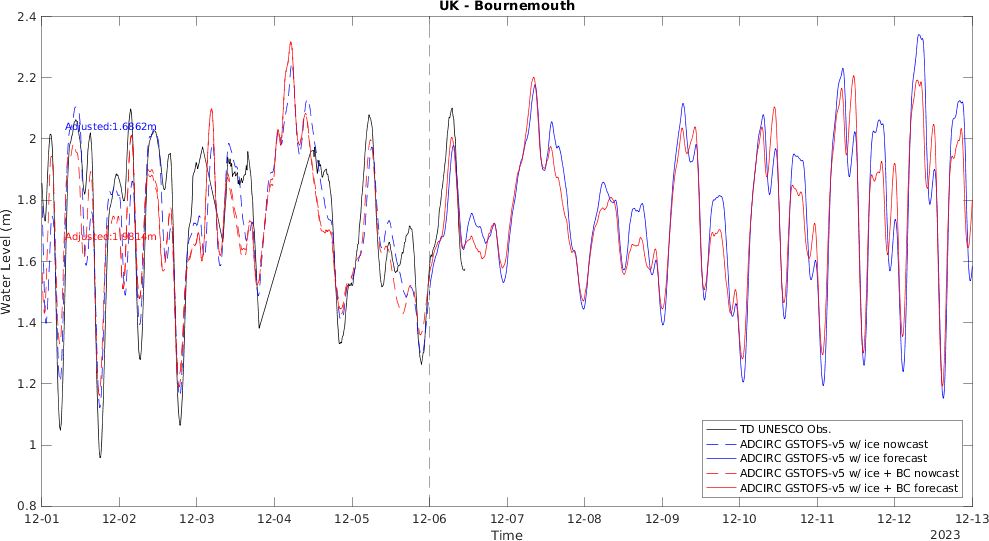 UK - Bournemouth
2.4
2.2
2
1.8
1.6
1.4
1.2
1
0.8
Water Level (m)
Adjusted:1.6862m
Adjusted:1.9814m
TD UNESCO Obs.
ADCIRC GSTOFS-v5 w/ ice nowcast
ADCIRC GSTOFS-v5 w/ ice forecast
ADCIRC GSTOFS-v5 w/ ice + BC nowcast
ADCIRC GSTOFS-v5 w/ ice + BC forecast
12-01 12-02 12-03 12-04 12-05 12-06 12-07 12-08 12-09 12-10 12-11 12-12 12-13
Time
2023